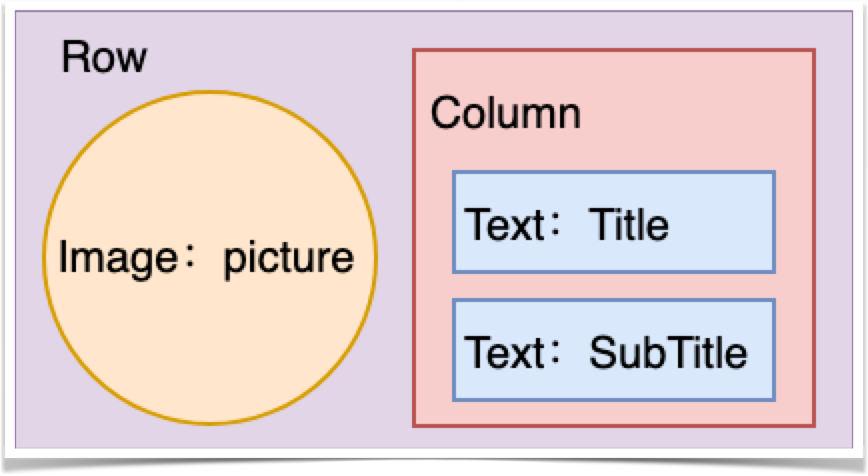 Row
Image：picture
Column
Text：Title
Text：SubTitle